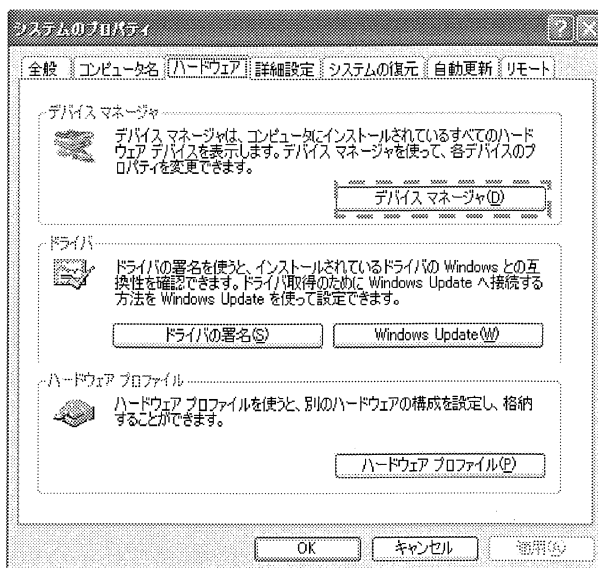 システムのプロパティ
全般 コンピュータ名 ハードウェア 詳細設定 システムの復元 自動更新 リモート
デバイス マネージャ
デバイス マネージャは、コンピュータにインストールされているすべてのハード
ウェア デバイスを表示します。デバイス マネージャを使って、各デバイスのプ
ロパティを変更できます。
デバイス マネージャ(D)
ドライバ
ドライバの署名を使うと、インストールされているドライバの Windows との互
換性を確認できます。ドライバ取得のために Windows Update へ接続する
方法を Windows Update を使って設定できます。
ドライバの署名(S) Windows Update(W)
ハードウェア プロファイル
ハードウェア プロファイルを使うと、別のハードウェアの構成を設定し、格納
することができます。
ハードウェア プロファイル(P)
OK キャンセル 適用(A)